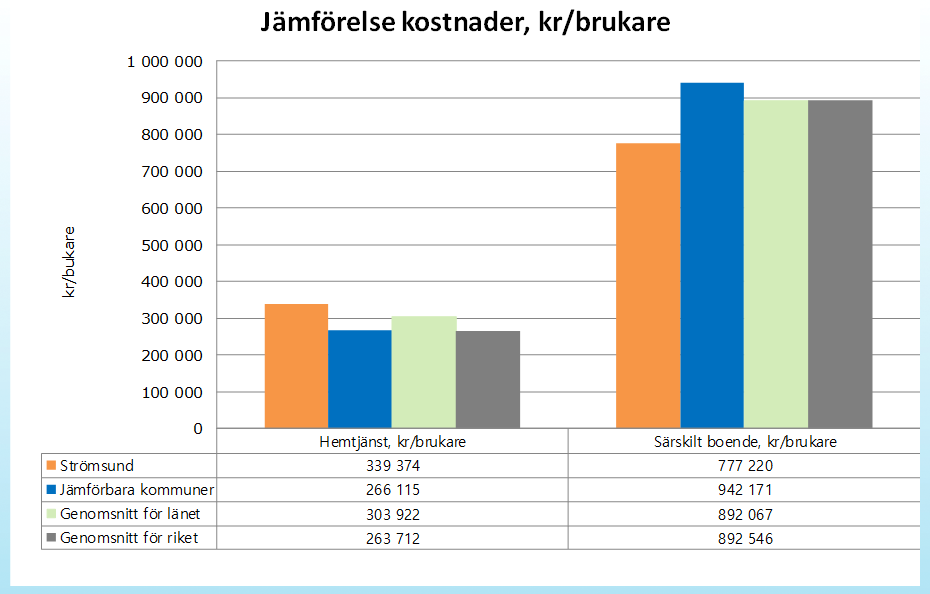 Jämförelse kostnader, kr/brukare
1 000 000
900 000
800 000
700 000
600 000
500 000
400 000
300 000
200 000
100 000
0
kr/bukare
Hemtjänst, kr/brukare Särskilt boende, kr/brukare
Strömsund 339 374 777 220
Jämförbara kommuner 266 115 942 171
Genomsnitt för länet 303 922 892 067
Genomsnitt för riket 263 712 892 546